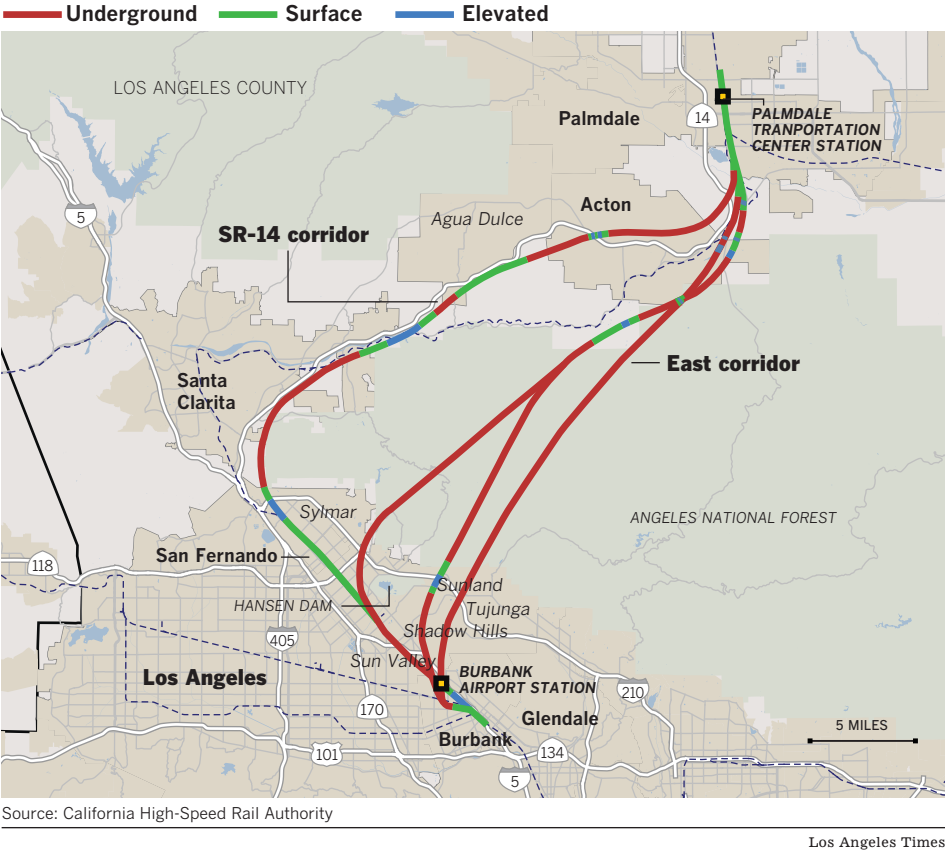 Underground Surface Elevated
LOS ANGELES COUNTY
Palmdale
14
PALMDALE
TRANPORTATION
CENTER STATION
5
Agua Dulce
Acton
SR-14 corridor
East corridor
Santa
Clarita
Sylmar
ANGELES NATIONAL FOREST
San Fernando
118
Sunland
HANSEN DAM
Tujunga
Shadow Hills
405
Sun Valley
Los Angeles
BURBANK
AIRPORT STATION
210
170
Glendale
5 MILES
Burbank
101
134
5
Source: California High-Speed Rail Authority
Los Angeles Times